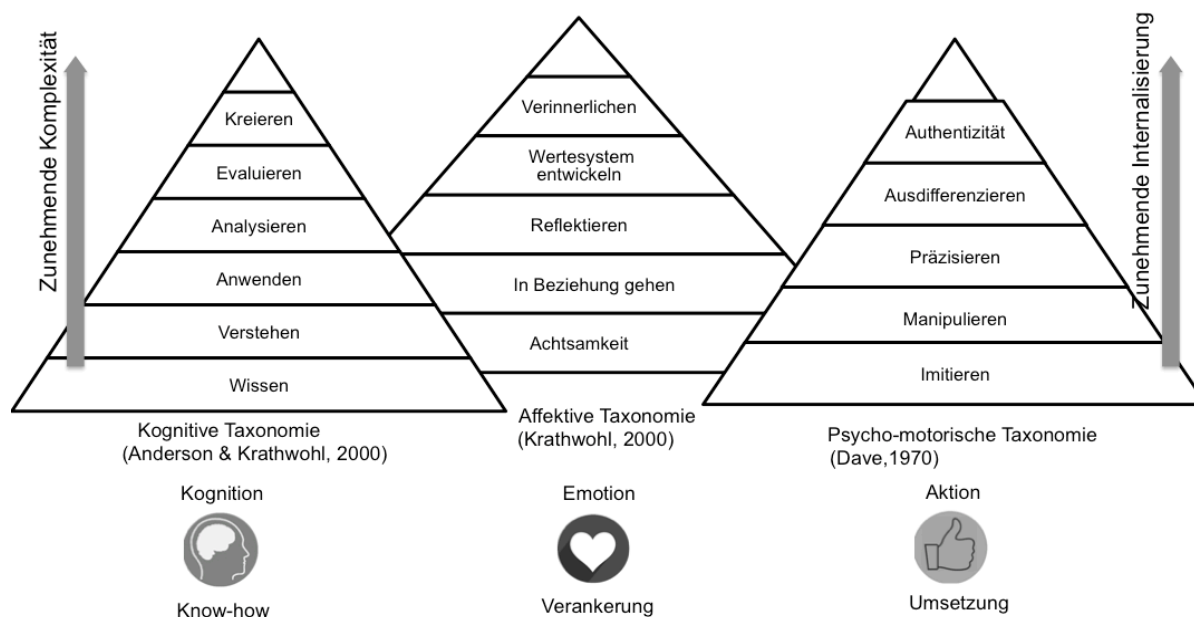 Zunehmende Komplexität
Kreieren
Evaluieren
Analysieren
Anwenden
Verstehen
Wissen
Kognitive Taxonomie
(Anderson & Krathwohl, 2000)
Kognition
Know-how
Verinnerlichen
Wertesystem
entwickeln
Reflektieren
In Beziehung gehen
Achtsamkeit
Affektive Taxonomie
(Krathwohl, 2000)
Emotion
Verankerung
Authentizität
Ausdifferenzieren
Präzisieren
Manipulieren
Imitieren
Psycho-motorische Taxonomie
(Dave,1970)
Aktion
Umsetzung
Zunehmende Internalisierung